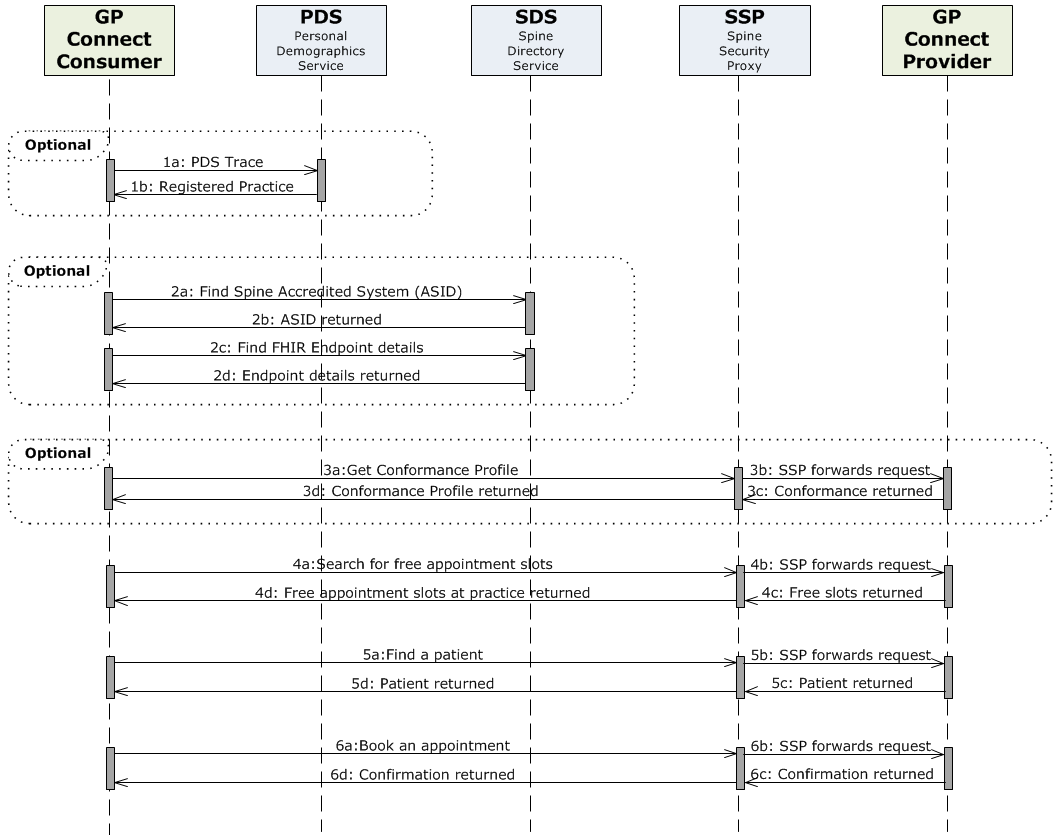 GP
Connect
Consumer
PDS
Personal
Demographics
Service
SDS
Spine
Directory
Service
SSP
Spine
Security
Proxy
GP
Connect
Provider
Optional
1a: PDS Trace
1b: Registered Practice
Optional
2a: Find Spine Accredited System (ASID)
2b: ASID returned
2c: Find FHIR Endpoint details
2d: Endpoint details returned
Optional
3a:Get Conformance Profile
3b: SSP forwards request
3d: Conformance Profile returned
3c: Conformance returned
4a:Search for free appointment slots
4b: SSP forwards request
4d: Free appointment slots at practice returned
4c: Free slots returned
5a:Find a patient
5b: SSP forwards request
5d: Patient returned
5c: Patient returned
6a:Book an appointment
6b: SSP forwards request
6d: Confirmation returned
6c: Confirmation returned